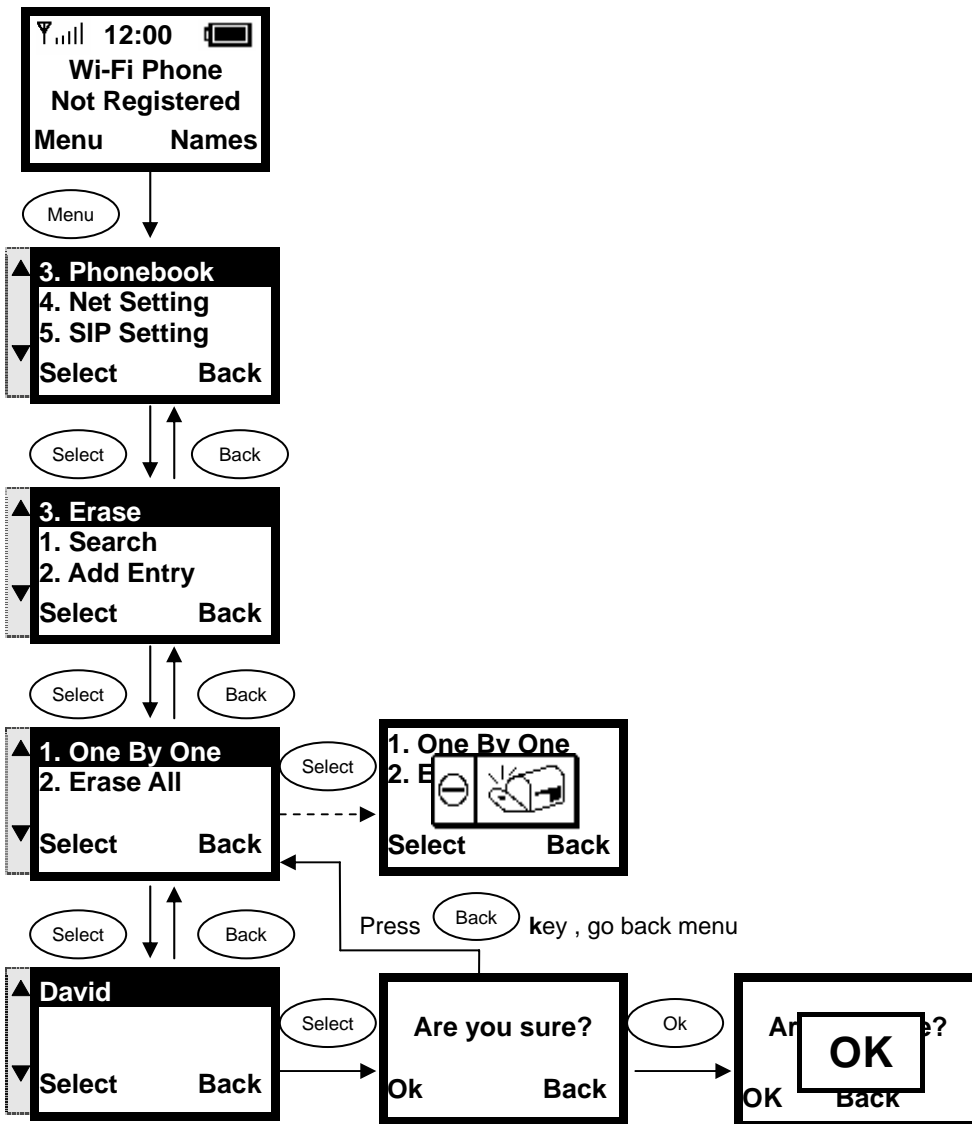 12:00
Wi-Fi Phone
Not Registered
Menu Names
Menu
3. Phonebook
4. Net Setting
5. SIP Setting
Select Back
Select Back
3. Erase
1. Search
2. Add Entry
Select Back
Select Back
1. One By One
2. Erase All
Select Back
Select
1. One By One
2. E
Select Back
Select Back
Press Back key , go back menu
David
Select Back
Select
Are you sure?
Ok Back
Ok
Ar e?
OK
OK Back